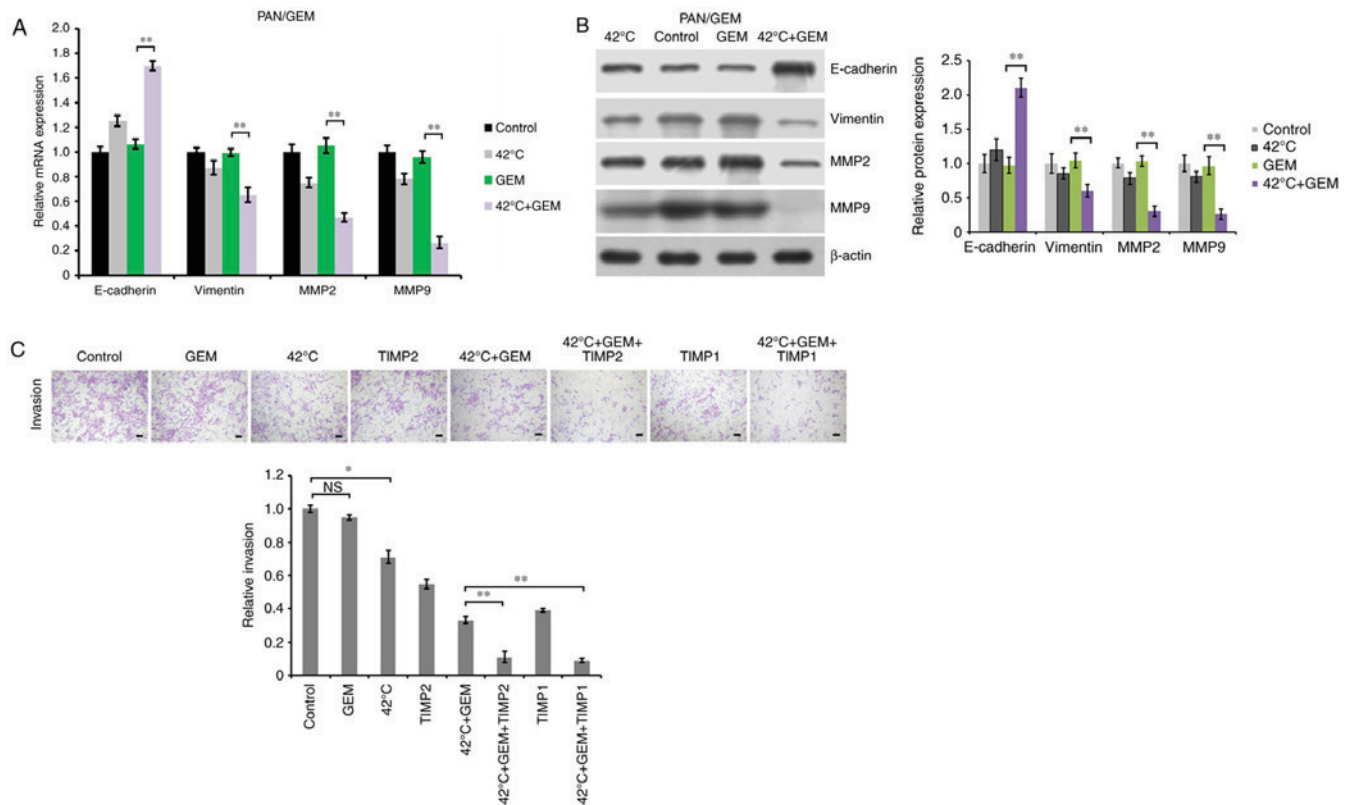 A
PAN/GEM
Relative mRNA expression
2.0
1.8
1.6
1.4
1.2
1.0
0.8
0.6
0.4
0.2
0
**
**
**
**
E-cadherin Vimentin MMP2 MMP9
Control
42°C
GEM
42°C+GEM
B
PAN/GEM
42°C Control GEM 42°C+GEM
E-cadherin
Vimentin
MMP2
MMP9
β-actin
Relative protein expression
2.5
2.0
1.5
1.0
0.5
0
**
**
**
**
E-cadherin Vimentin MMP2 MMP9
Control
42°C
GEM
42°C+GEM
C
Control GEM 42°C TIMP2 42°C+GEM 42°C+GEM+ TIMP1 42°C+GEM+
TIMP2 TIMP1
Invasion
Relative invasion
1.2
1.0
0.8
0.6
0.4
0.2
0
*
NS
**
**
Control
GEM
42°C
TIMP2
42°C+GEM
42°C+GEM+TIMP2
TIMP1
42°C+GEM+TIMP1